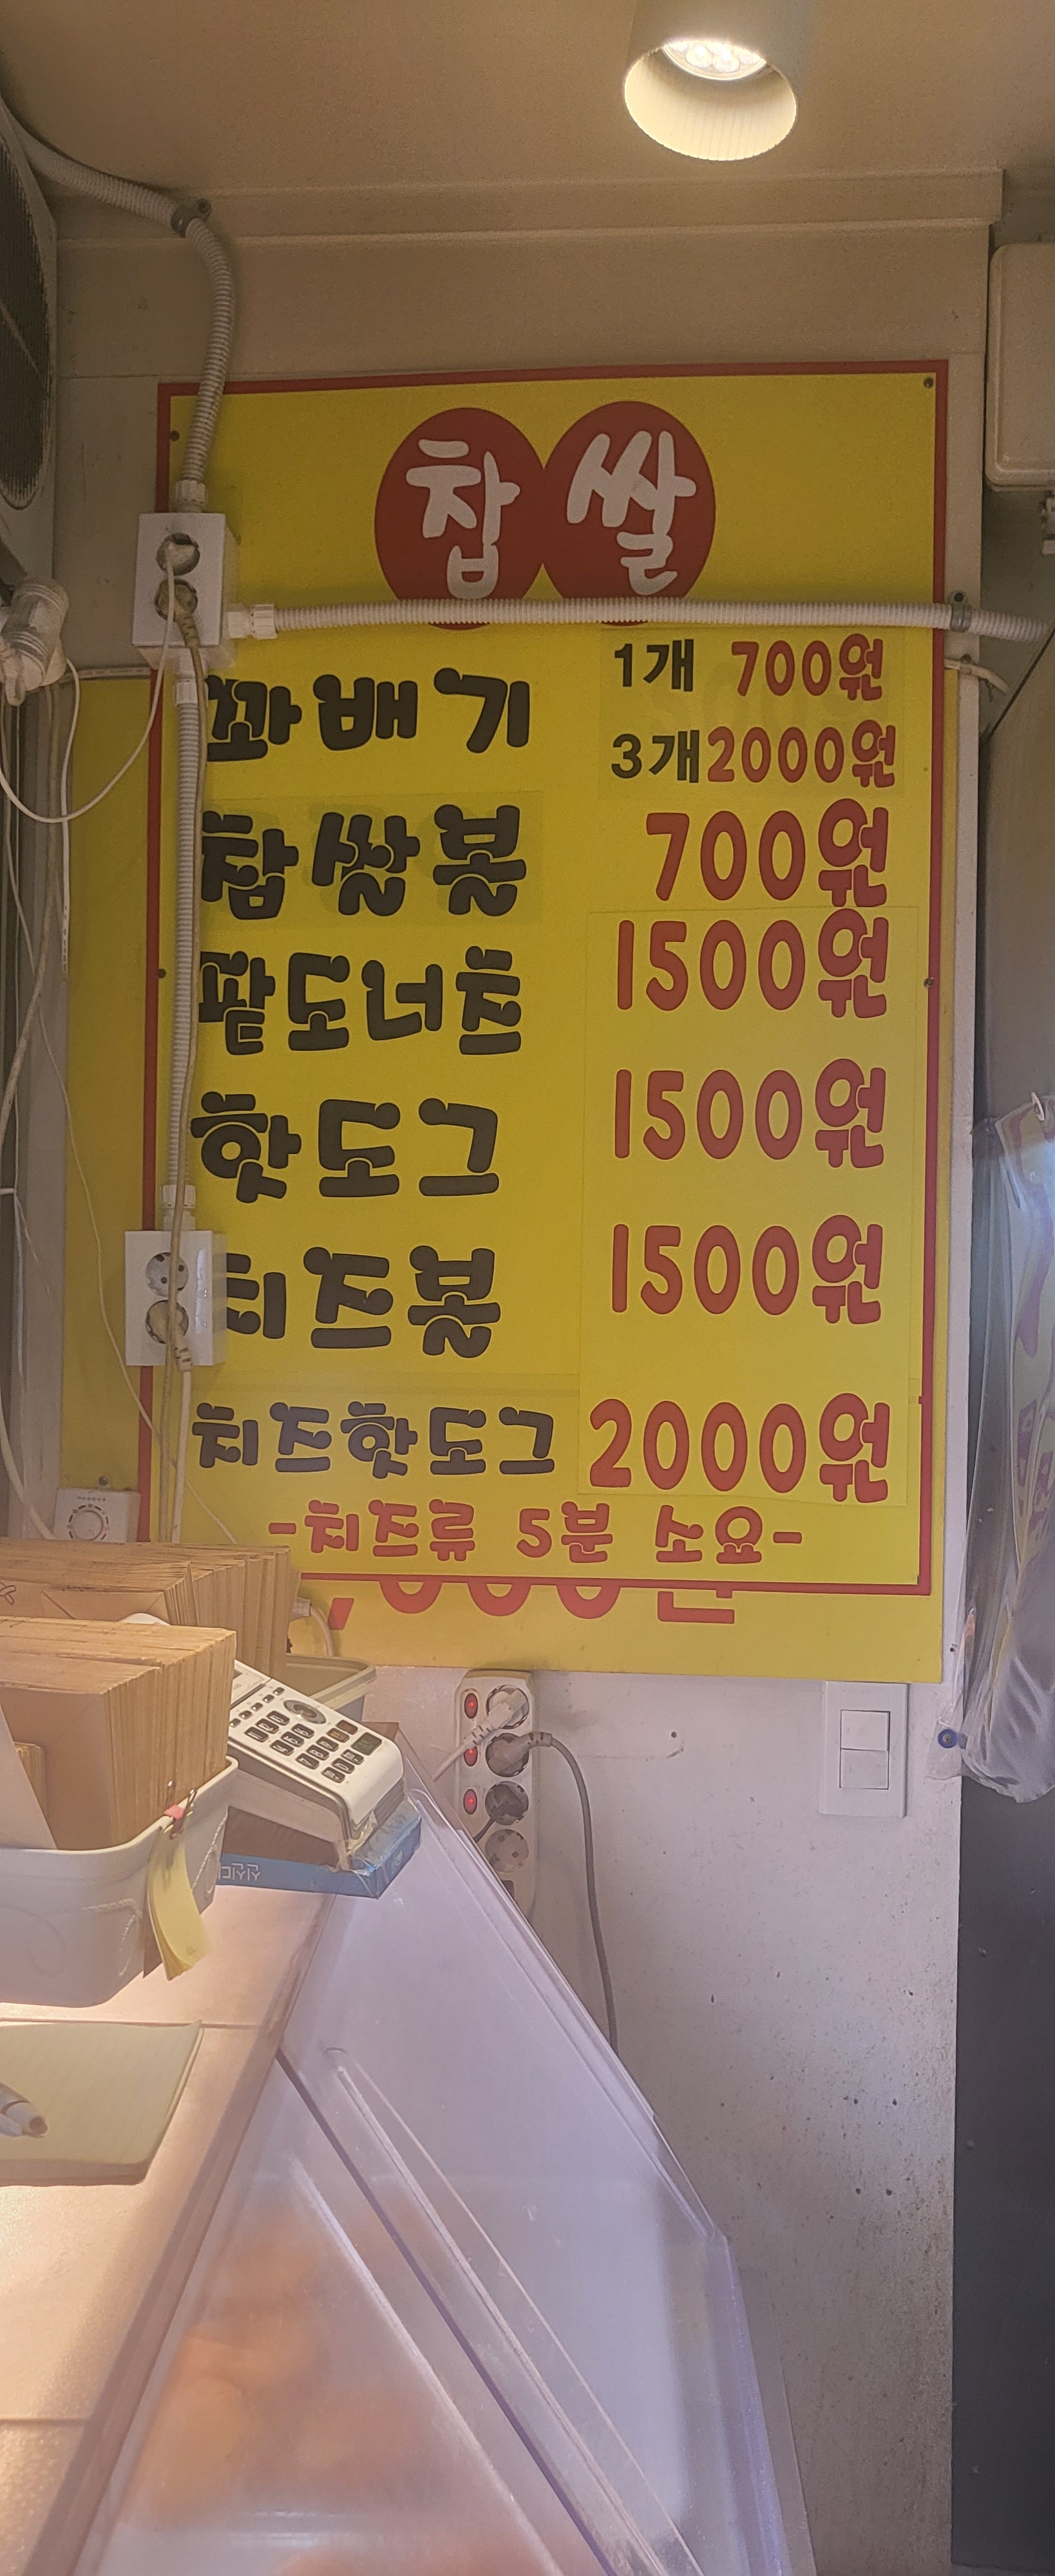 찹쌀
꽈배기 1개 700원
3개 2000원
찹쌀볼 700원
팥도너츠 1500원
핫도그 1500원
치즈볼 1500원
치즈핫도그 2000원
-치즈류 5분 소요-